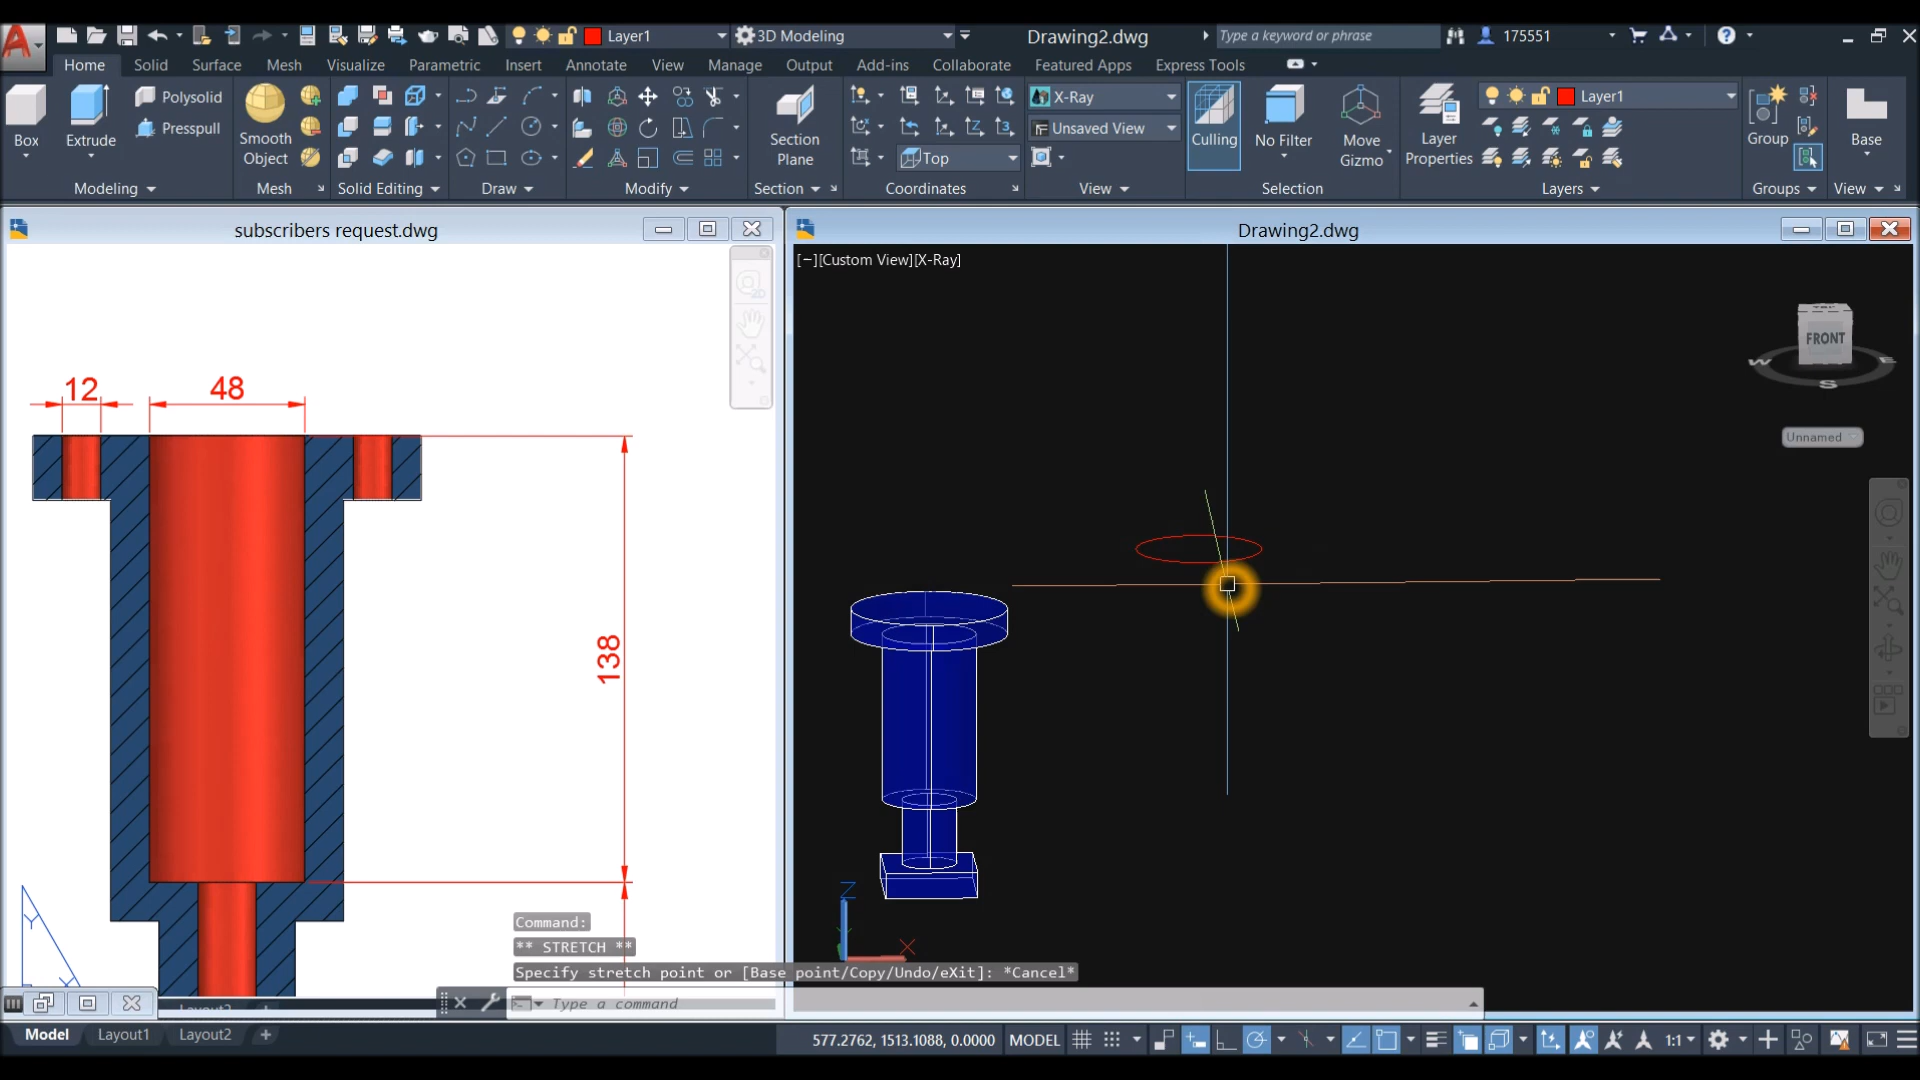 Layer1
3D Modeling
Drawing2.dwg
Type a keyword or phrase
175551
Home
Solid
Surface
Mesh
Visualize
Parametric
Insert
Annotate
View
Manage
Output
Add-ins
Collaborate
Featured Apps
Express Tools
Box
Extrude
Polysolid
Presspull
Smooth
Object
Section
Plane
X-Ray
Unsaved View
Top
Culling
No Filter
Move
Gizmo
Layer
Properties
Layer1
Group
Base
Modeling
Mesh
Solid Editing
Draw
Modify
Section
Coordinates
View
Selection
Layers
Groups
View
subscribers request.dwg
Drawing2.dwg
[−][Custom View][X-Ray]
TOP
FRONT
W
E
S
Unnamed
12
48
138
Y
Z
X
Command:
** STRETCH **
Specify stretch point or [Base point/Copy/Undo/eXit]: *Cancel*
Type a command
Layout2
Model
Layout1
Layout2
577.2762, 1513.1088, 0.0000
MODEL
1:1